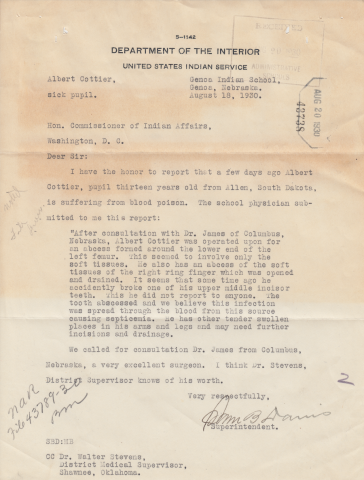 5-1142
DEPARTMENT OF THE INTERIOR
UNITED STATES INDIAN SERVICE
RECEIVED
AUG 20 1930
42738
Albert Cottier,
sick pupil.
Genoa Indian School,
Genoa, Nebraska.
August 18, 1930.
Hon. Commissioner of Indian Affairs,
Washington, D. C.
Dear Sir:
I have the honor to report that a few days ago Albert
Cottier, pupil thirteen years old from Allen, South Dakota,
is suffering from blood poison. The school physician sub-
mitted to me this report:
"After consultation with Dr. James of Columbus,
Nebraska, Albert Cottier was operated upon for
an abcess formed around the lower end of the
left femur. This seemed to involve only the
soft tissues. He also has an abcess of the soft
tissues of the right ring finger which was opened
and drained. It seems that some time ago he
accidently broke one of his upper middle incisor
teeth. This he did not report to anyone. The
tooth abscessed and we believe this infection
was spread through the blood from this source
causing septicemia. He has other tender swollen
places in his arms and legs and may need further
incisions and drainage.
We called for consultation Dr. James from Columbus,
Nebraska, a very excellent surgeon. I think Dr. Stevens,
District Supervisor knows of his worth.
2
Very respectfully,
Superintendent.
File 43789-30
CC Dr. Walter Stevens,
District Medical Supervisor,
Shawnee, Oklahoma.